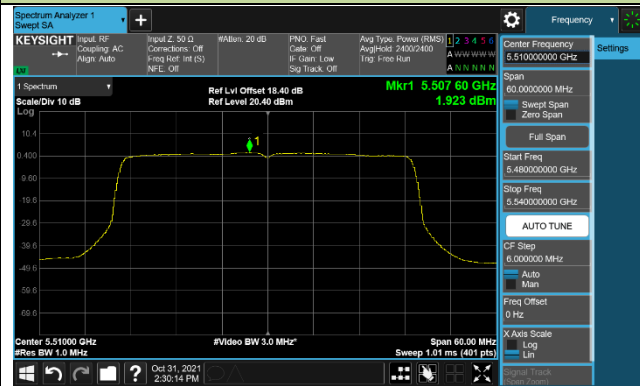 Spectrum Analyzer 1
Swept SA
+
Frequency
KEYSIGHT
Input: RF
Coupling: AC
Align: Auto
Input Z: 50 Ω
Corrections: Off
Freq Ref: Int (S)
NFE: Off
#Atten: 20 dB
PNO: Fast
Gate: Off
IF Gain: Low
Sig Track: Off
Avg Type: Power (RMS)
Avg|Hold: 2400/2400
Trig: Free Run
1 2 3 4 5 6
A W W W W W
A N N N N N
LNI
1 Spectrum
Scale/Div 10 dB
Log
Ref Lvl Offset 18.40 dB
Ref Level 20.40 dBm
Mkr1 5.507 60 GHz
1.923 dBm
10.4
0.400
-9.60
-19.6
-29.6
-39.6
-49.6
-59.6
-69.6
1
Center 5.51000 GHz
#Res BW 1.0 MHz
#Video BW 3.0 MHz*
Span 60.00 MHz
Sweep 1.01 ms (401 pts)
Center Frequency
5.510000000 GHz
Settings
Span
60.0000000 MHz
Swept Span
Zero Span
Full Span
Start Freq
5.480000000 GHz
Stop Freq
5.540000000 GHz
AUTO TUNE
CF Step
6.000000 MHz
Auto
Man
Freq Offset
0 Hz
X Axis Scale
Log
Lin
Signal Track
(Span Zoom)
?
Oct 31, 2021
2:30:14 PM